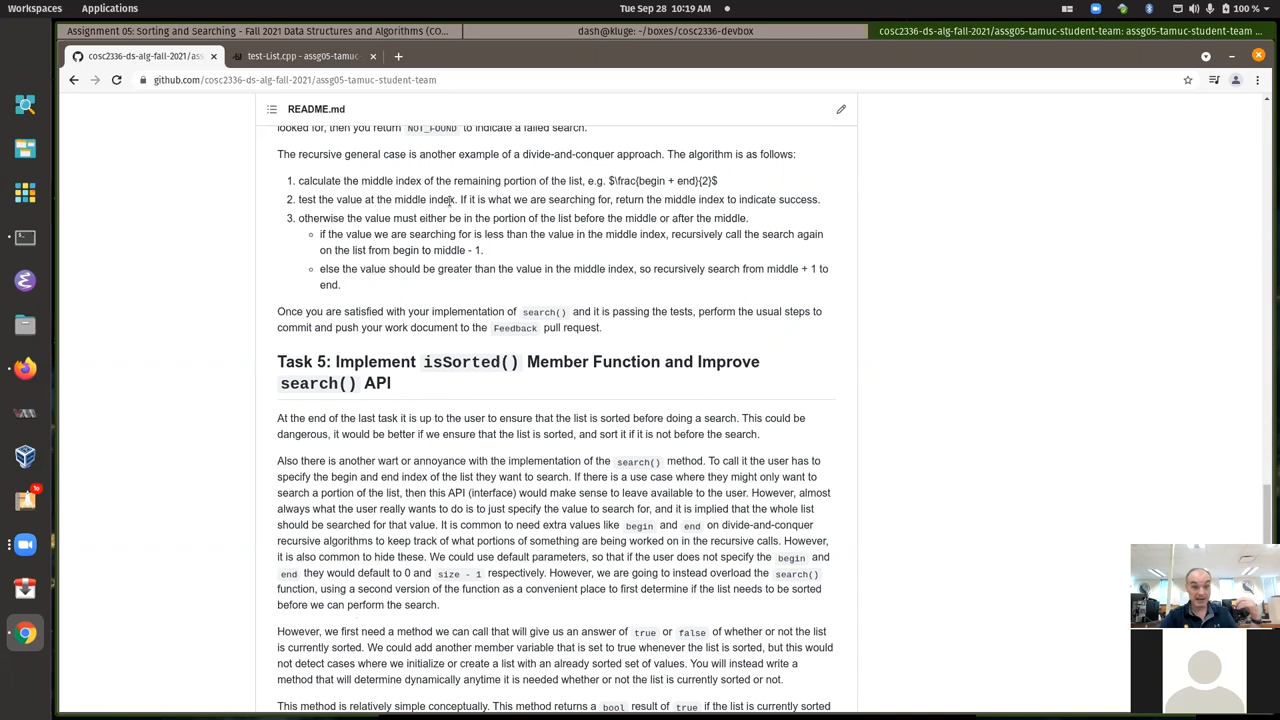 Workspaces Applications Tue Sep 28 10:19 AM 100 %
Assignment 05: Sorting and Searching - Fall 2021 Data Structures and Algorithms (CO... dash@kluge: ~/boxes/cosc2336-devbox cosc2336-ds-alg-fall-2021/assg05-tamuc-student-team: assg05-tamuc-student-team ...
cosc2336-ds-alg-fall-2021/as test-List.cpp - assg05-tamuc-
github.com/cosc2336-ds-alg-fall-2021/assg05-tamuc-student-team
README.md
looked for, then you return NOT_FOUND to indicate a failed search.
The recursive general case is another example of a divide-and-conquer approach. The algorithm is as follows:
1. calculate the middle index of the remaining portion of the list, e.g. $\frac{begin + end}{2}$
2. test the value at the middle index. If it is what we are searching for, return the middle index to indicate success.
3. otherwise the value must either be in the portion of the list before the middle or after the middle.
if the value we are searching for is less than the value in the middle index, recursively call the search again
on the list from begin to middle - 1.
else the value should be greater than the value in the middle index, so recursively search from middle + 1 to
end.
Once you are satisfied with your implementation of search() and it is passing the tests, perform the usual steps to
commit and push your work document to the Feedback pull request.
Task 5: Implement isSorted() Member Function and Improve
search() API
At the end of the last task it is up to the user to ensure that the list is sorted before doing a search. This could be
dangerous, it would be better if we ensure that the list is sorted, and sort it if it is not before the search.
Also there is another wart or annoyance with the implementation of the search() method. To call it the user has to
specify the begin and end index of the list they want to search. If there is a use case where they might only want to
search a portion of the list, then this API (interface) would make sense to leave available to the user. However, almost
always what the user really wants to do is to just specify the value to search for, and it is implied that the whole list
should be searched for that value. It is common to need extra values like begin and end on divide-and-conquer
recursive algorithms to keep track of what portions of something are being worked on in the recursive calls. However,
it is also common to hide these. We could use default parameters, so that if the user does not specify the begin and
end they would default to 0 and size - 1 respectively. However, we are going to instead overload the search()
function, using a second version of the function as a convenient place to first determine if the list needs to be sorted
before we can perform the search.
However, we first need a method we can call that will give us an answer of true or false of whether or not the list
is currently sorted. We could add another member variable that is set to true whenever the list is sorted, but this would
not detect cases where we initialize or create a list with an already sorted set of values. You will instead write a
method that will determine dynamically anytime it is needed whether or not the list is currently sorted or not.
This method is relatively simple conceptually. This method returns a bool result of true if the list is currently sorted